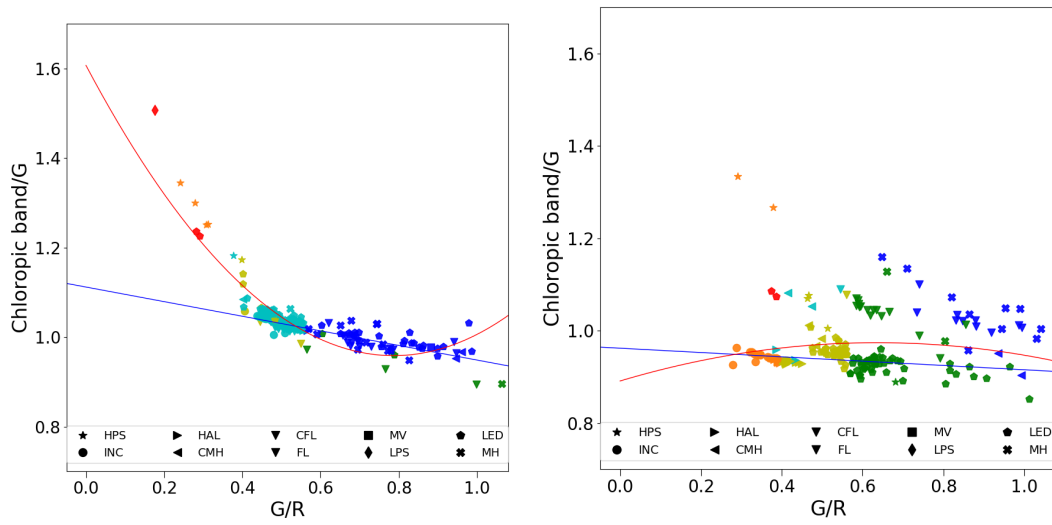 Chloropic band/G
1.6
1.4
1.2
1.0
0.8
HPS HAL CFL MV LED
INC CMH FL LPS MH
0.0 0.2 0.4 0.6 0.8 1.0
G/R
Chloropic band/G
1.6
1.4
1.2
1.0
0.8
HPS HAL CFL MV LED
INC CMH FL LPS MH
0.0 0.2 0.4 0.6 0.8 1.0
G/R